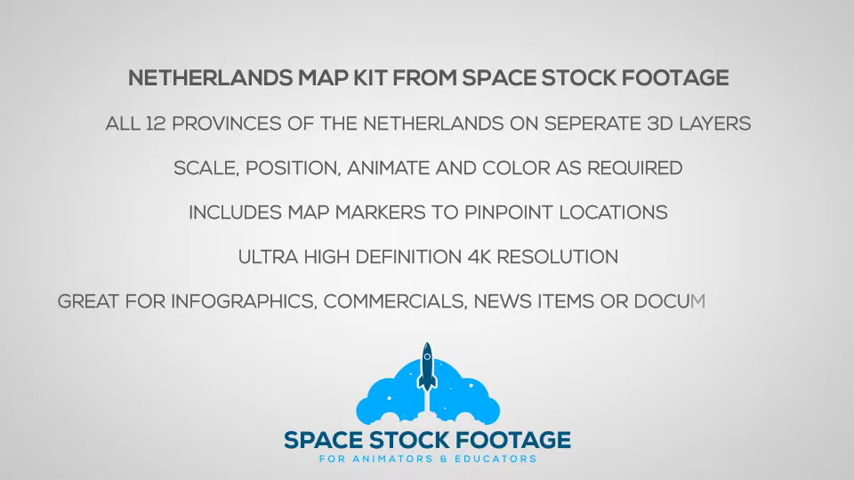 NETHERLANDS MAP KIT FROM SPACE STOCK FOOTAGE
ALL 12 PROVINCES OF THE NETHERLANDS ON SEPERATE 3D LAYERS
SCALE, POSITION, ANIMATE AND COLOR AS REQUIRED
INCLUDES MAP MARKERS TO PINPOINT LOCATIONS
ULTRA HIGH DEFINITION 4K RESOLUTION
GREAT FOR INFOGRAPHICS, COMMERCIALS, NEWS ITEMS OR DOCUM
SPACE STOCK FOOTAGE
FOR ANIMATORS & EDUCATORS